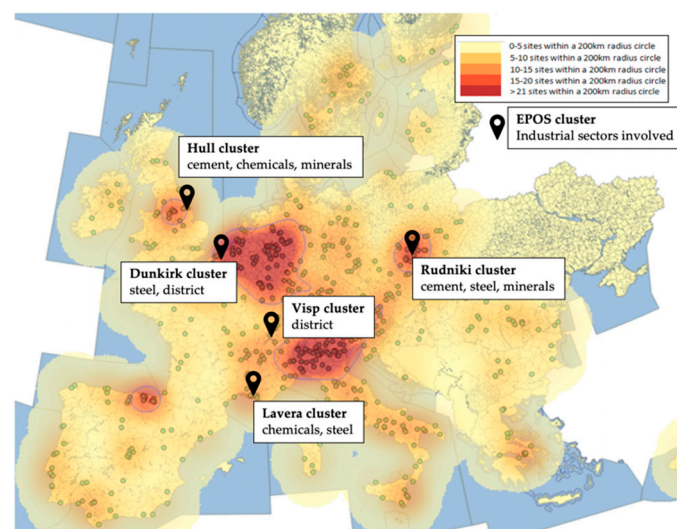 0-5 sites within a 200km radius circle
5-10 sites within a 200km radius circle
10-15 sites within a 200km radius circle
15-20 sites within a 200km radius circle
> 21 sites within a 200km radius circle
EPOS cluster
Industrial sectors involved
Hull cluster
cement, chemicals, minerals
Dunkirk cluster
steel, district
Rudniki cluster
cement, steel, minerals
Visp cluster
district
Lavera cluster
chemicals, steel